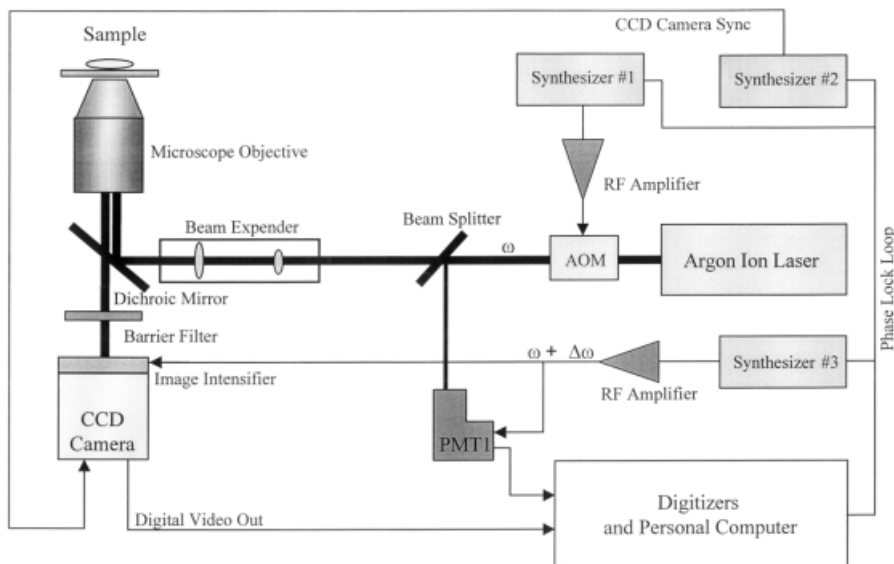 Sample
CCD Camera Sync
Synthesizer #1
Synthesizer #2
Microscope Objective
RF Amplifier
Beam Splitter
Beam Expender
ω
AOM
Argon Ion Laser
Phase Lock Loop
Dichroic Mirror
Barrier Filter
ω + Δω
Synthesizer #3
Image Intensifier
RF Amplifier
CCD
Camera
PMT1
Digitizers
and Personal Computer
Digital Video Out